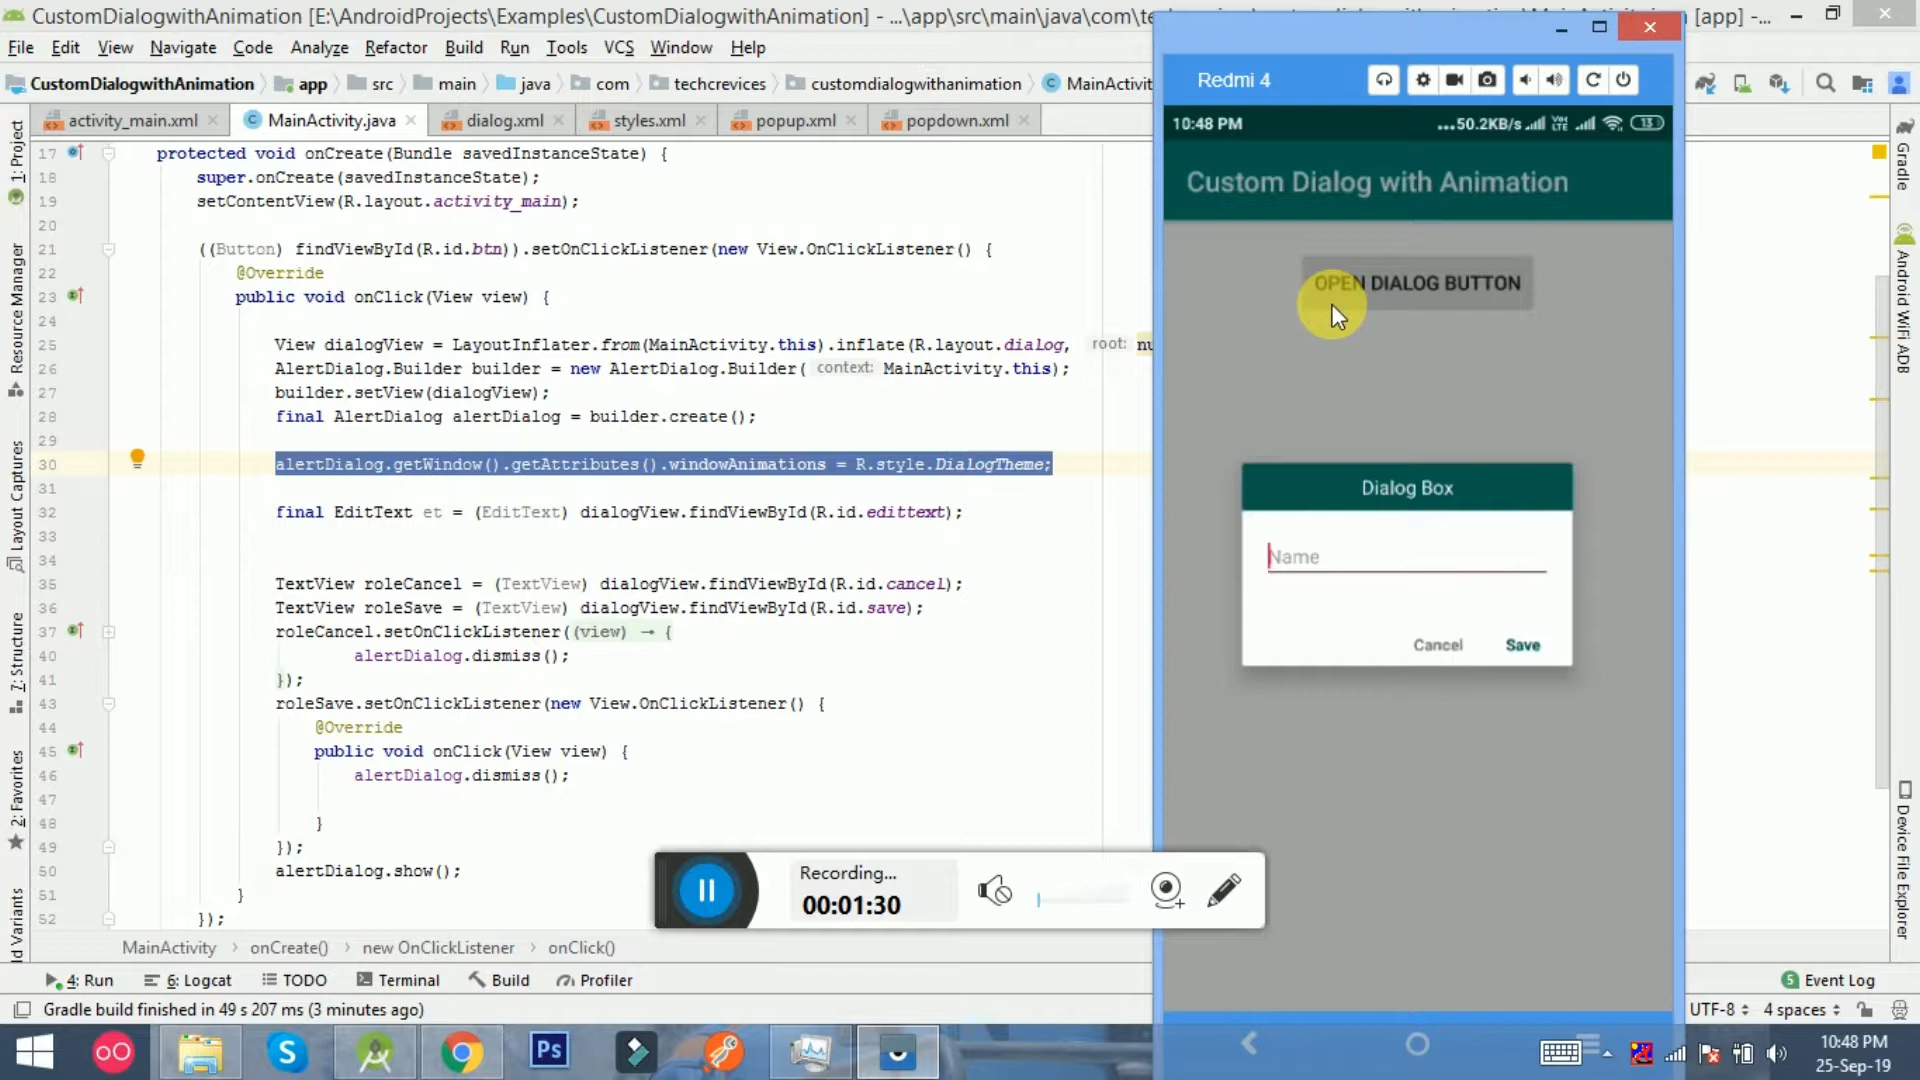 CustomDialogwithAnimation [E:\AndroidProjects\Examples\CustomDialogwithAnimation] - ...\app\src\main\java\com\te
[app] - ...
File Edit View Navigate Code Analyze Refactor Build Run Tools VCS Window Help
CustomDialogwithAnimation app src main java com techcrevices customdialogwithanimation MainActivit
activity_main.xml MainActivity.java dialog.xml styles.xml popup.xml popdown.xml
17 protected void onCreate(Bundle savedInstanceState) {
18 super.onCreate(savedInstanceState);
19 setContentView(R.layout.activity_main);
20
21 ((Button) findViewById(R.id.btn)).setOnClickListener(new View.OnClickListener() {
22 @Override
23 public void onClick(View view) {
24
25 View dialogView = LayoutInflater.from(MainActivity.this).inflate(R.layout.dialog, root: nu
26 AlertDialog.Builder builder = new AlertDialog.Builder( context: MainActivity.this);
27 builder.setView(dialogView);
28 final AlertDialog alertDialog = builder.create();
29
30 alertDialog.getWindow().getAttributes().windowAnimations = R.style.DialogTheme;
31
32 final EditText et = (EditText) dialogView.findViewById(R.id.edittext);
33
34
35 TextView roleCancel = (TextView) dialogView.findViewById(R.id.cancel);
36 TextView roleSave = (TextView) dialogView.findViewById(R.id.save);
37 roleCancel.setOnClickListener((view) → {
40 alertDialog.dismiss();
41 });
43 roleSave.setOnClickListener(new View.OnClickListener() {
44 @Override
45 public void onClick(View view) {
46 alertDialog.dismiss();
47
48 }
49 });
50 alertDialog.show();
51 }
52 });
MainActivity onCreate() new OnClickListener onClick()
1: Project
Resource Manager
Layout Captures
7: Structure
2: Favorites
ld Variants
Redmi 4
10:48 PM ...50.2KB/s VoLTE 13
Custom Dialog with Animation
OPEN DIALOG BUTTON
Dialog Box
Name
Cancel Save
Recording...
00:01:30
Gradle
Android WiFi ADB
Device File Explorer
4: Run 6: Logcat TODO Terminal Build Profiler
5 Event Log
Gradle build finished in 49 s 207 ms (3 minutes ago)
UTF-8 4 spaces
Ps
10:48 PM
25-Sep-19